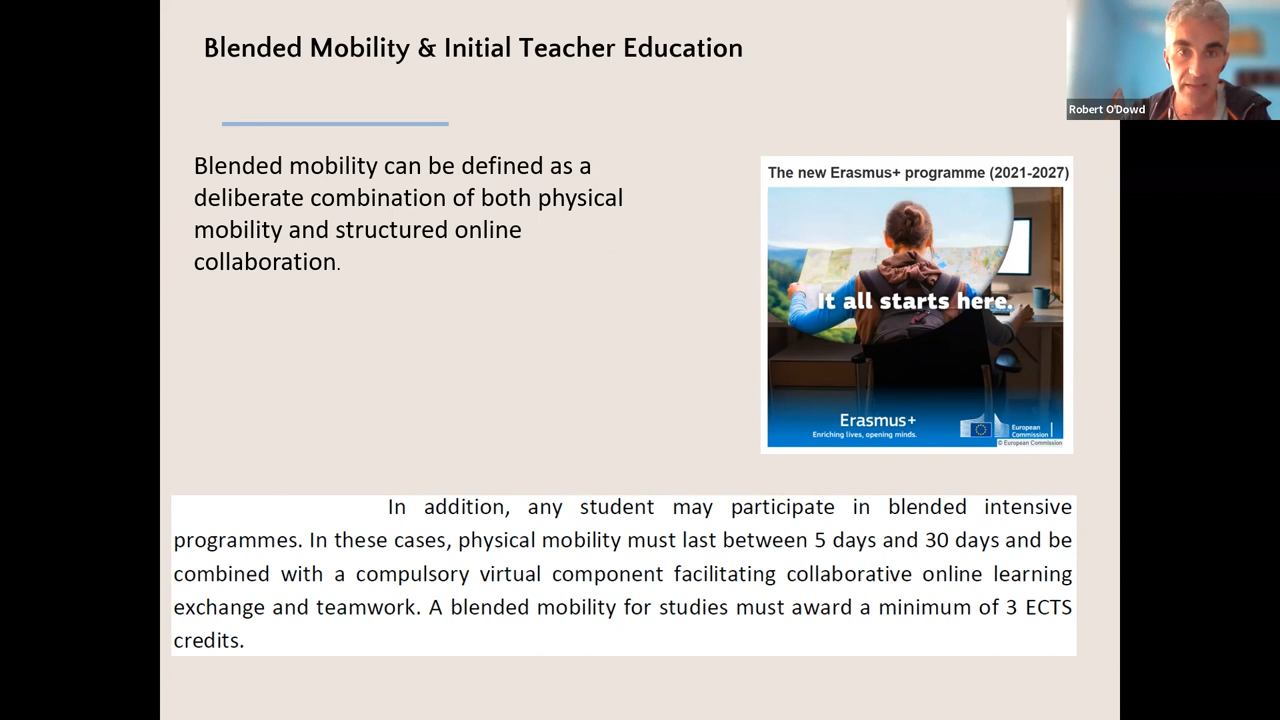 Blended Mobility & Initial Teacher Education
Robert O'Dowd
Blended mobility can be defined as a
deliberate combination of both physical
mobility and structured online
collaboration.
The new Erasmus+ programme (2021-2027)
It all starts here.
Erasmus+
Enriching lives, opening minds.
European
Commission
© European Commission
In addition, any student may participate in blended intensive
programmes. In these cases, physical mobility must last between 5 days and 30 days and be
combined with a compulsory virtual component facilitating collaborative online learning
exchange and teamwork. A blended mobility for studies must award a minimum of 3 ECTS
credits.